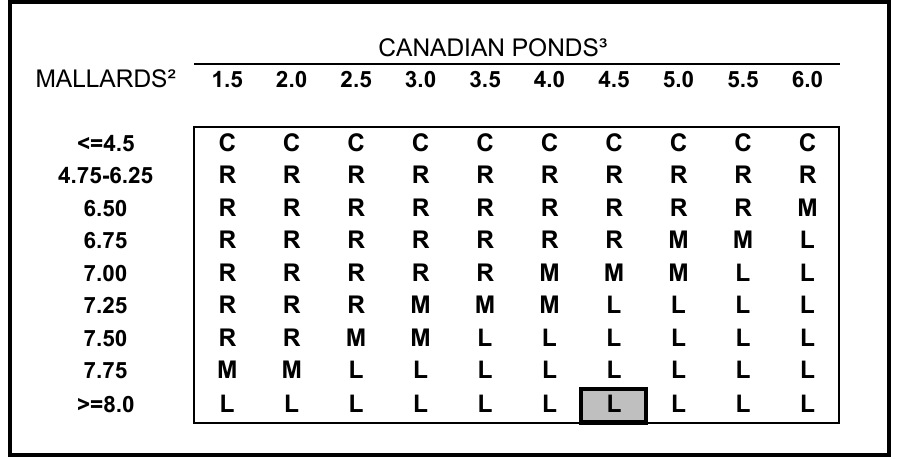 CANADIAN PONDS³
MALLARDS² 1.5 2.0 2.5 3.0 3.5 4.0 4.5 5.0 5.5 6.0
<=4.5 C C C C C C C C C C
4.75-6.25 R R R R R R R R R R
6.50 R R R R R R R R R M
6.75 R R R R R R R M M L
7.00 R R R R R M M M L L
7.25 R R R M M M L L L L
7.50 R R M M L L L L L L
7.75 M M L L L L L L L L
>=8.0 L L L L L L L L L L